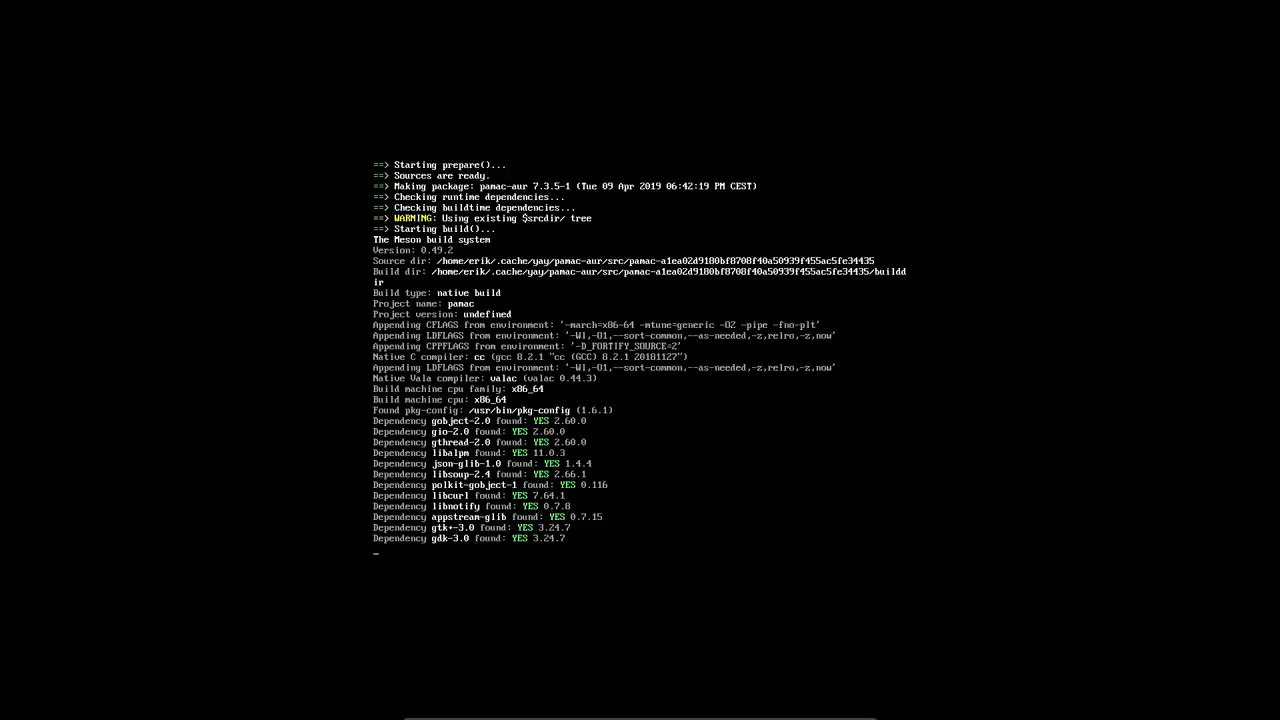 ==> Starting prepare()...
==> Sources are ready.
==> Making package: pamac-aur 7.3.5-1 (Tue 09 Apr 2019 06:42:19 PM CEST)
==> Checking runtime dependencies...
==> Checking buildtime dependencies...
==> WARNING: Using existing $srcdir/ tree
==> Starting build()...
The Meson build system
Version: 0.49.2
Source dir: /home/erik/.cache/yay/pamac-aur/src/pamac-a1ea02d9180bf8708f40a50939f455ac5fe34435
Build dir: /home/erik/.cache/yay/pamac-aur/src/pamac-a1ea02d9180bf8708f40a50939f455ac5fe34435/buildd
ir
Build type: native build
Project name: pamac
Project version: undefined
Appending CFLAGS from environment: '-march=x86-64 -mtune=generic -O2 -pipe -fno-plt'
Appending LDFLAGS from environment: '-Wl,-O1,--sort-common,--as-needed,-z,relro,-z,now'
Appending CPPFLAGS from environment: '-D_FORTIFY_SOURCE=2'
Native C compiler: cc (gcc 8.2.1 "cc (GCC) 8.2.1 20181127")
Appending LDFLAGS from environment: '-Wl,-O1,--sort-common,--as-needed,-z,relro,-z,now'
Native Vala compiler: valac (valac 0.44.3)
Build machine cpu family: x86_64
Build machine cpu: x86_64
Found pkg-config: /usr/bin/pkg-config (1.6.1)
Dependency gobject-2.0 found: YES 2.60.0
Dependency gio-2.0 found: YES 2.60.0
Dependency gthread-2.0 found: YES 2.60.0
Dependency libalpm found: YES 11.0.3
Dependency json-glib-1.0 found: YES 1.4.4
Dependency libsoup-2.4 found: YES 2.66.1
Dependency polkit-gobject-1 found: YES 0.116
Dependency libcurl found: YES 7.64.1
Dependency libnotify found: YES 0.7.8
Dependency appstream-glib found: YES 0.7.15
Dependency gtk+-3.0 found: YES 3.24.7
Dependency gdk-3.0 found: YES 3.24.7